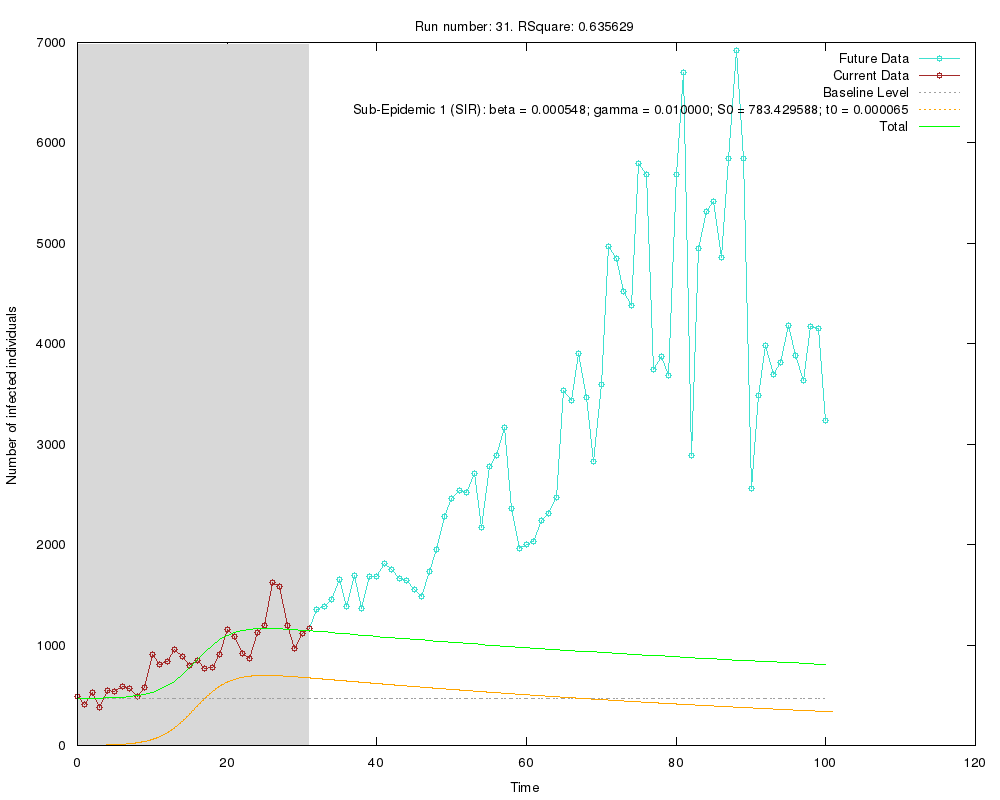 Run number: 31. RSquare: 0.635629
Future Data
Current Data
Baseline Level
Sub-Epidemic 1 (SIR): beta = 0.000548; gamma = 0.010000; S0 = 783.429588; t0 = 0.000065
Total
7000
6000
5000
4000
3000
2000
1000
0
Number of infected individuals
0 20 40 60 80 100 120
Time